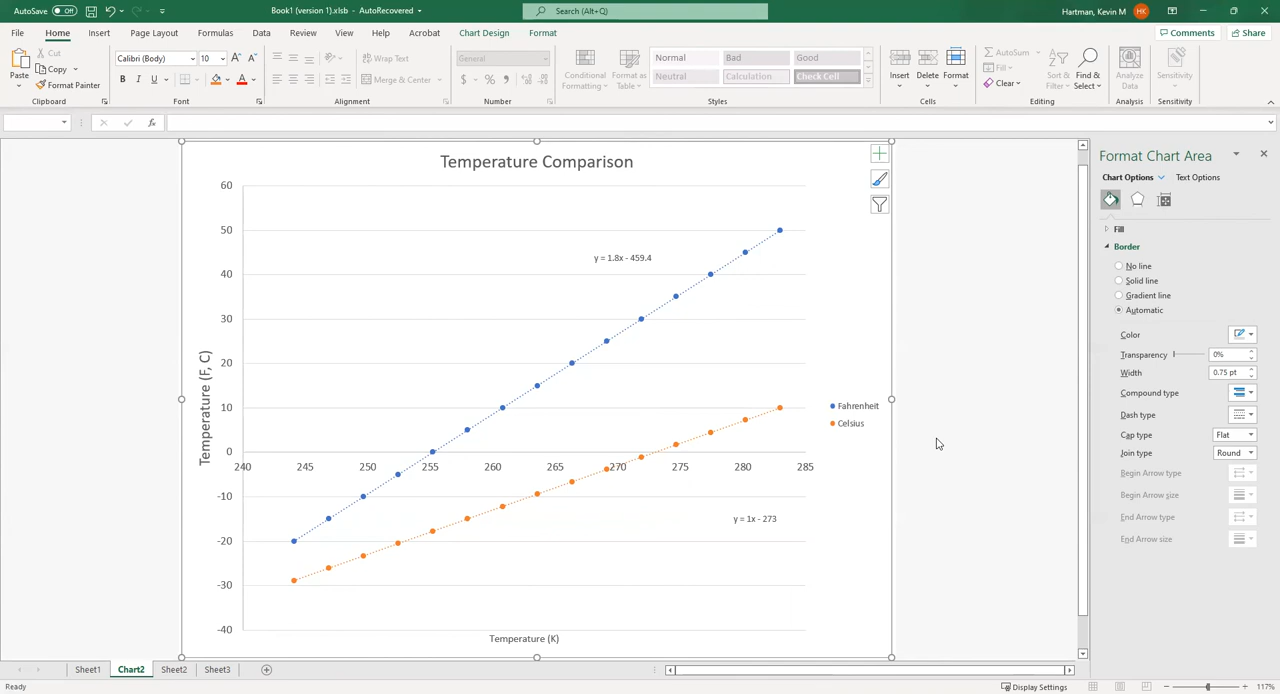 AutoSave Off Book1 (version 1).xlsb - AutoRecovered Search (Alt+Q) Hartman, Kevin M HK
File Home Insert Page Layout Formulas Data Review View Help Acrobat Chart Design Format Comments Share
Paste Cut Copy Format Painter Clipboard
Calibri (Body) 10 A A B I U A Font
Wrap Text Merge & Center Alignment
General $ % Number
Conditional Formatting Format as Table Normal Bad Good Neutral Calculation Check Cell Styles
Insert Delete Format Cells
AutoSum Fill Clear Sort & Filter Find & Select Editing
Analyze Data Analysis
Sensitivity Sensitivity
fx
Temperature Comparison
60
50
40
30
20
10
0
-10
-20
-30
-40
240 245 250 255 260 265 270 275 280 285
y = 1.8x - 459.4
y = 1x - 273
Temperature (F, C)
Temperature (K)
Fahrenheit
Celsius
Format Chart Area
Chart Options Text Options
Fill
Border
No line
Solid line
Gradient line
Automatic
Color
Transparency 0%
Width 0.75 pt
Compound type
Dash type
Cap type Flat
Join type Round
Begin Arrow type
Begin Arrow size
End Arrow type
End Arrow size
Sheet1 Chart2 Sheet2 Sheet3
Ready Display Settings 117%